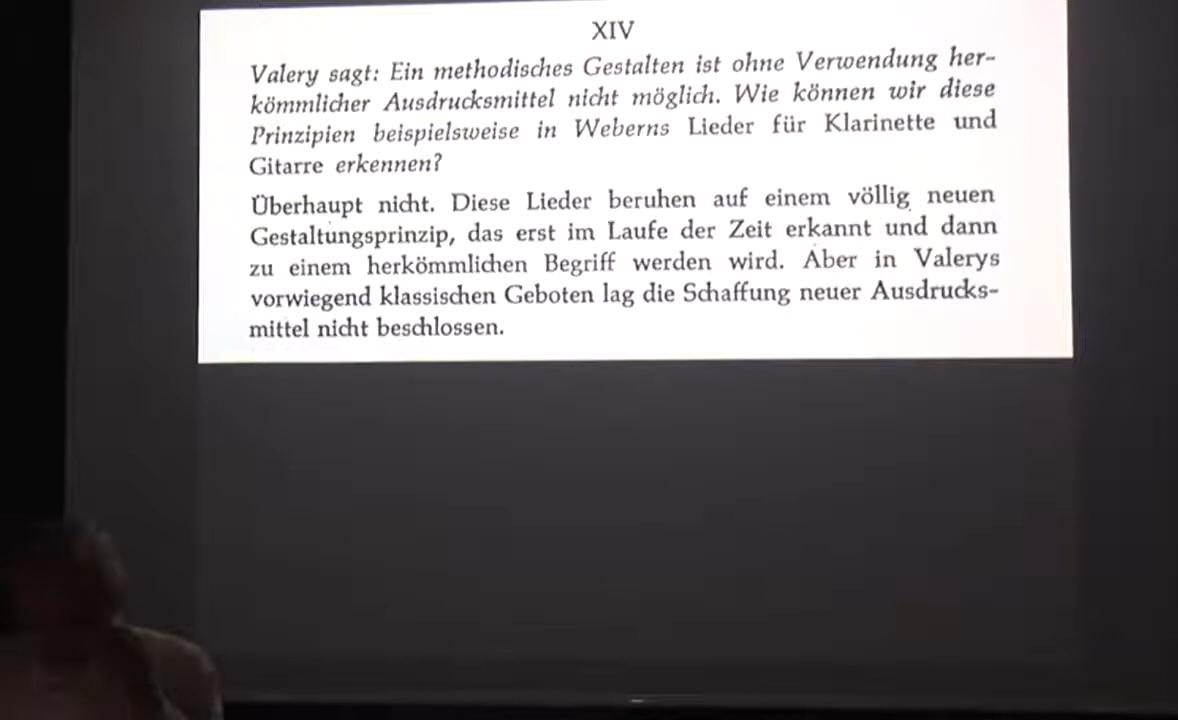 XIV
Valery sagt: Ein methodisches Gestalten ist ohne Verwendung her-
kömmlicher Ausdrucksmittel nicht möglich. Wie können wir diese
Prinzipien beispielsweise in Weberns Lieder für Klarinette und
Gitarre erkennen?
Überhaupt nicht. Diese Lieder beruhen auf einem völlig neuen
Gestaltungsprinzip, das erst im Laufe der Zeit erkannt und dann
zu einem herkömmlichen Begriff werden wird. Aber in Valerys
vorwiegend klassischen Geboten lag die Schaffung neuer Ausdrucks-
mittel nicht beschlossen.